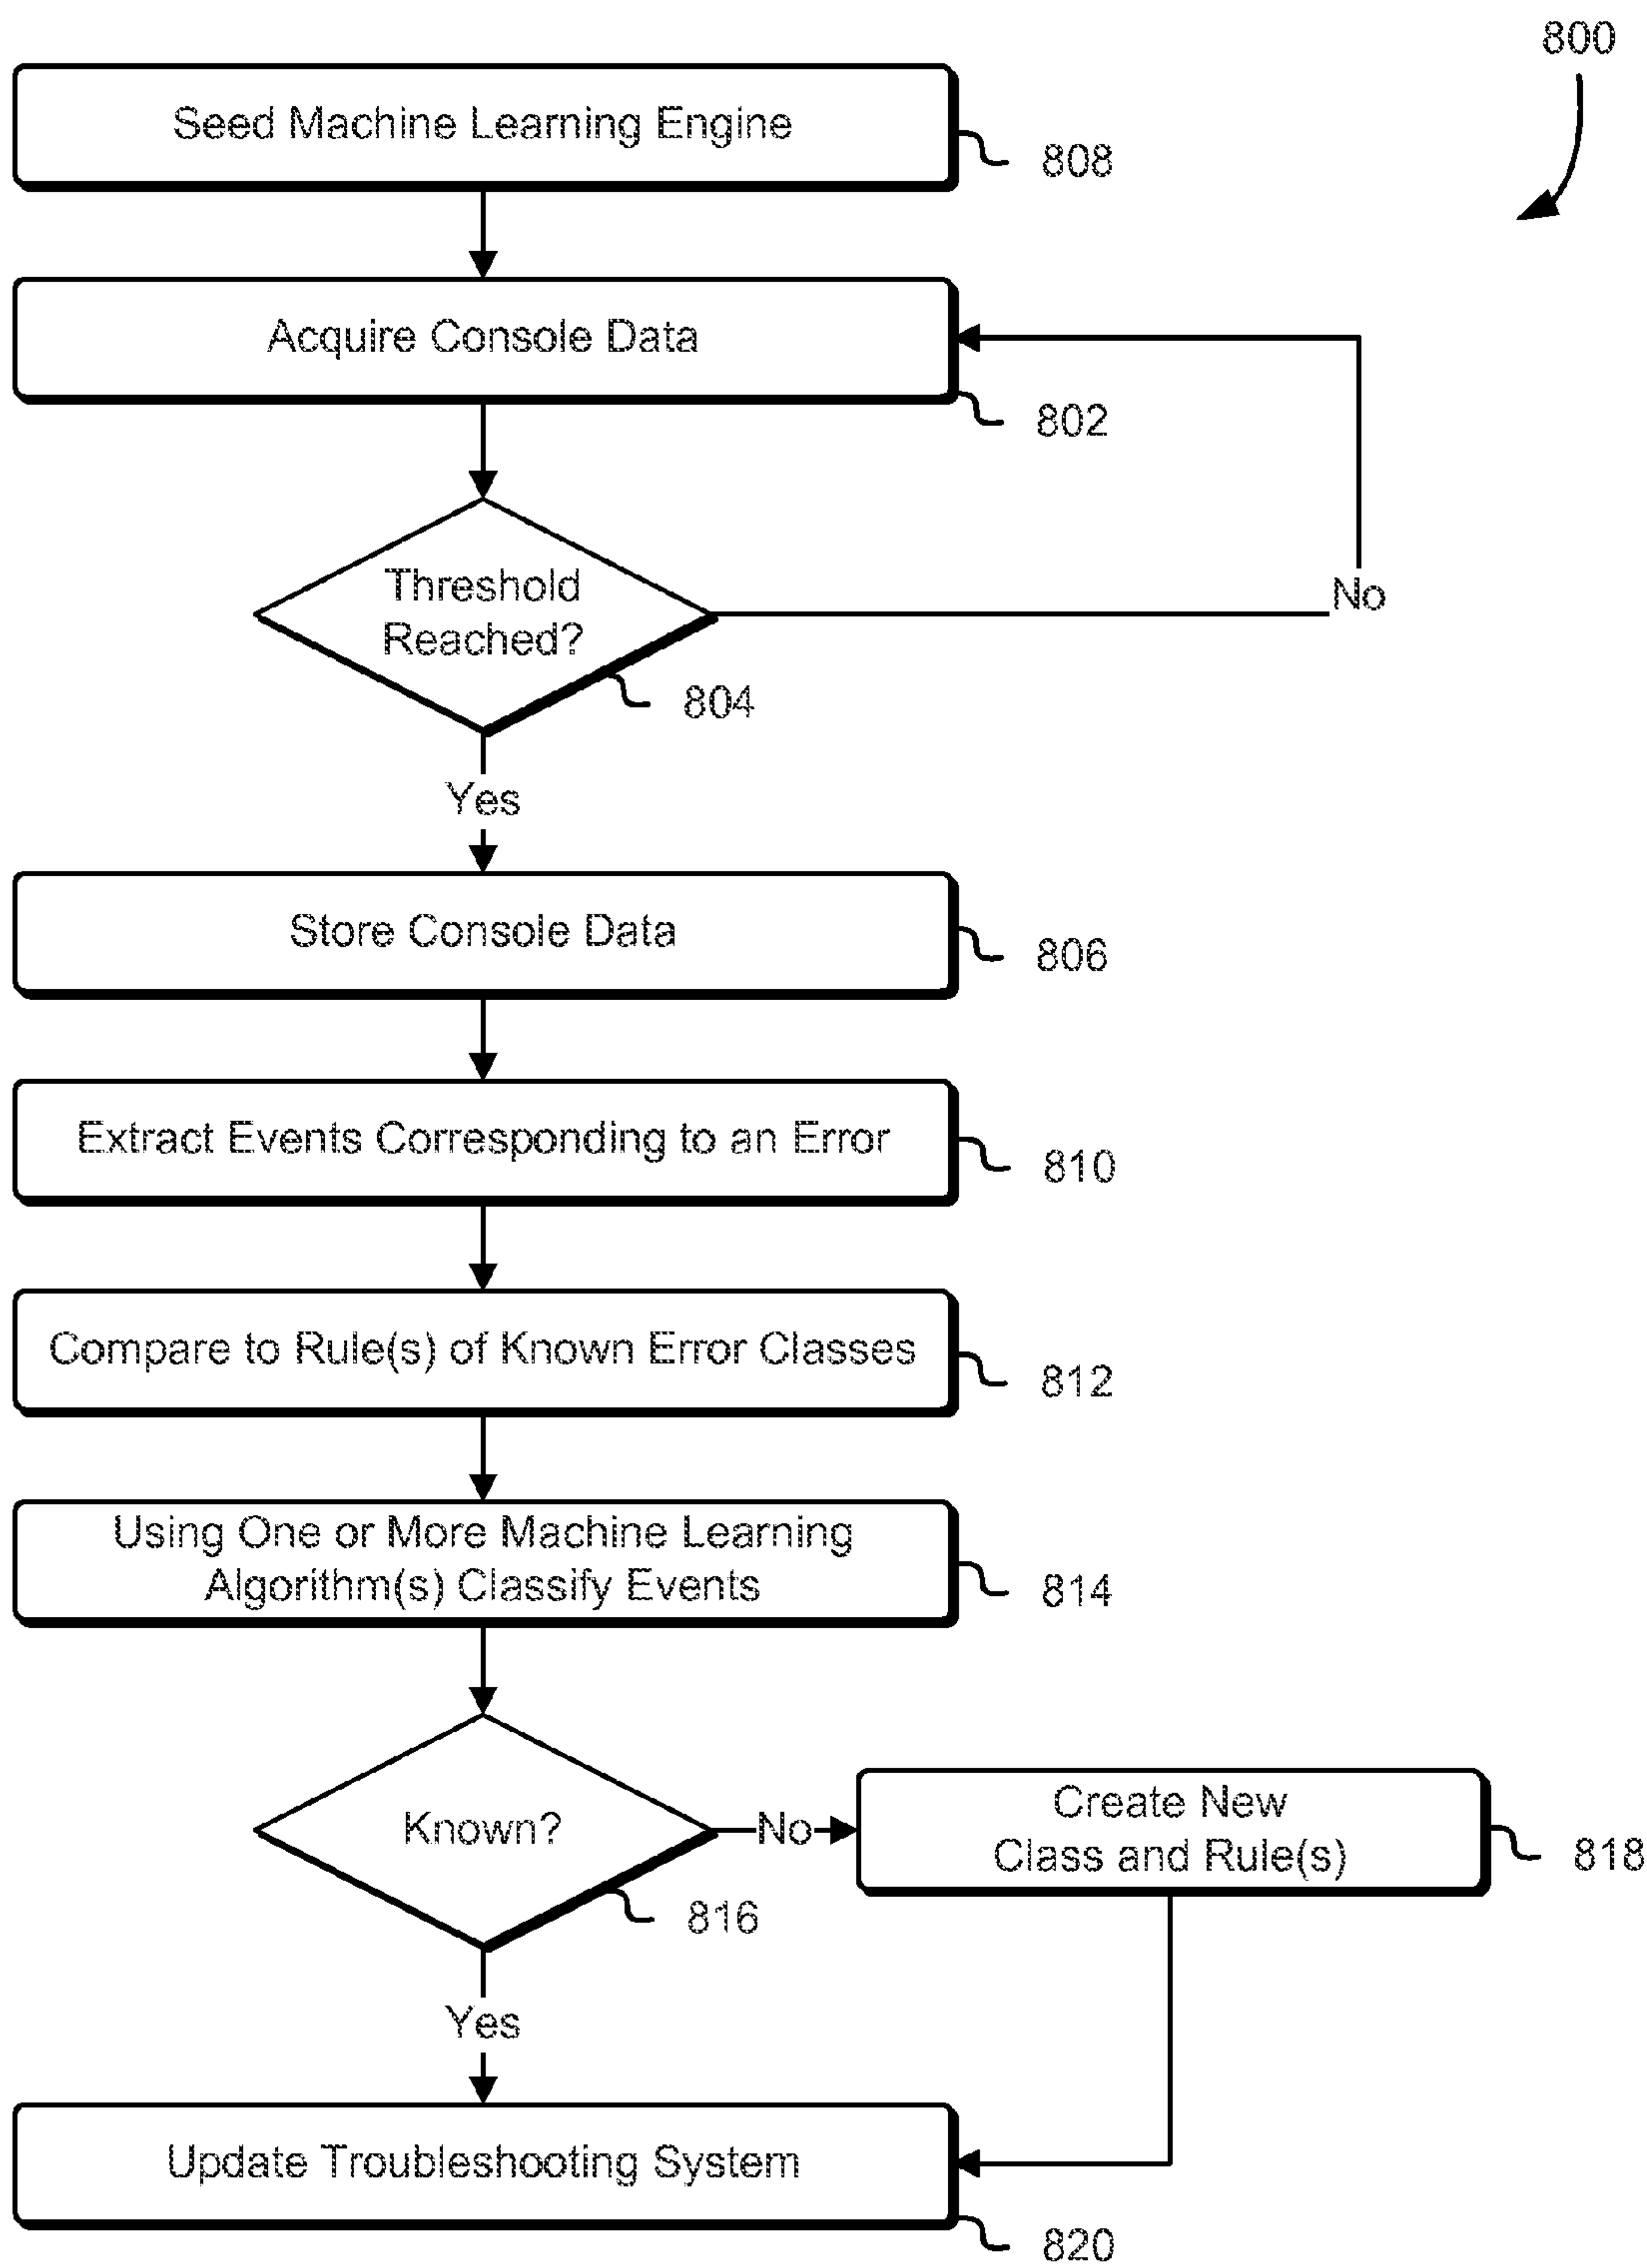 800
Seed Machine Learning Engine
808
Acquire Console Data
802
Threshold
Reached?
No
804
Yes
Store Console Data
806
Extract Events Corresponding to an Error
810
Compare to Rule(s) of Known Error Classes
812
Using One or More Machine Learning
Algorithm(s) Classify Events
814
Known?
No
Create New
Class and Rule(s)
818
816
Yes
Update Troubleshooting System
820